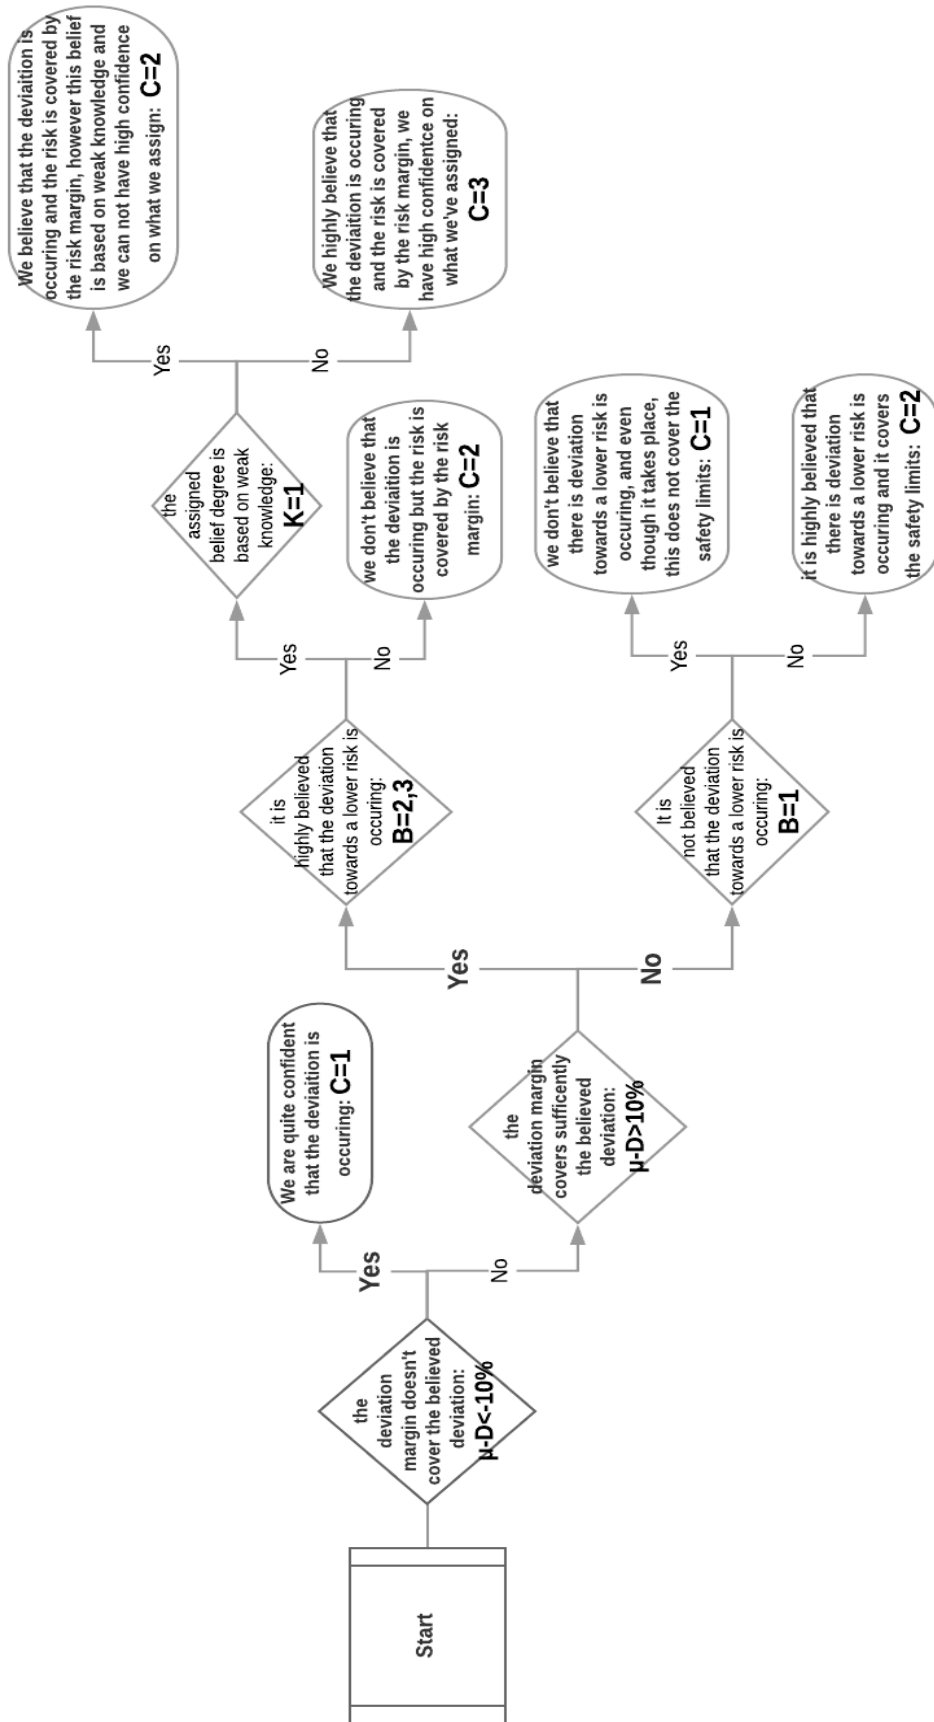 Start
the
deviation
margin doesn't
cover the believed
deviation:
μ-D<-10%
Yes
No
We are quite confident
that the deviaition is
occuring: C=1
the
deviation margin
covers sufficently
the believed
deviation:
μ-D>10%
Yes
No
it is
highly believed
that the deviation
towards a lower risk is
occuring:
B=2,3
Yes
No
the
assigned
belief degree is
based on weak
knowledge:
K=1
Yes
No
We believe that the deviaition is
occuring and the risk is covered by
the risk margin, however this belief
is based on weak knowledge and
we can not have high confidence
on what we assign: C=2
We highly believe that
the deviaition is occuring
and the risk is covered
by the risk margin, we
have high confidentce on
what we've assigned:
C=3
we don't believe that
the deviaition is
occuring but the risk is
covered by the risk
margin: C=2
It is
not believed
that the deviation
towards a lower risk is
occuring:
B=1
Yes
No
we don't believe that
there is deviation
towards a lower risk is
occuring, and even
though it takes place,
this does not cover the
safety limits: C=1
it is highly believed that
there is deviation
towards a lower risk is
occuring and it covers
the safety limits: C=2